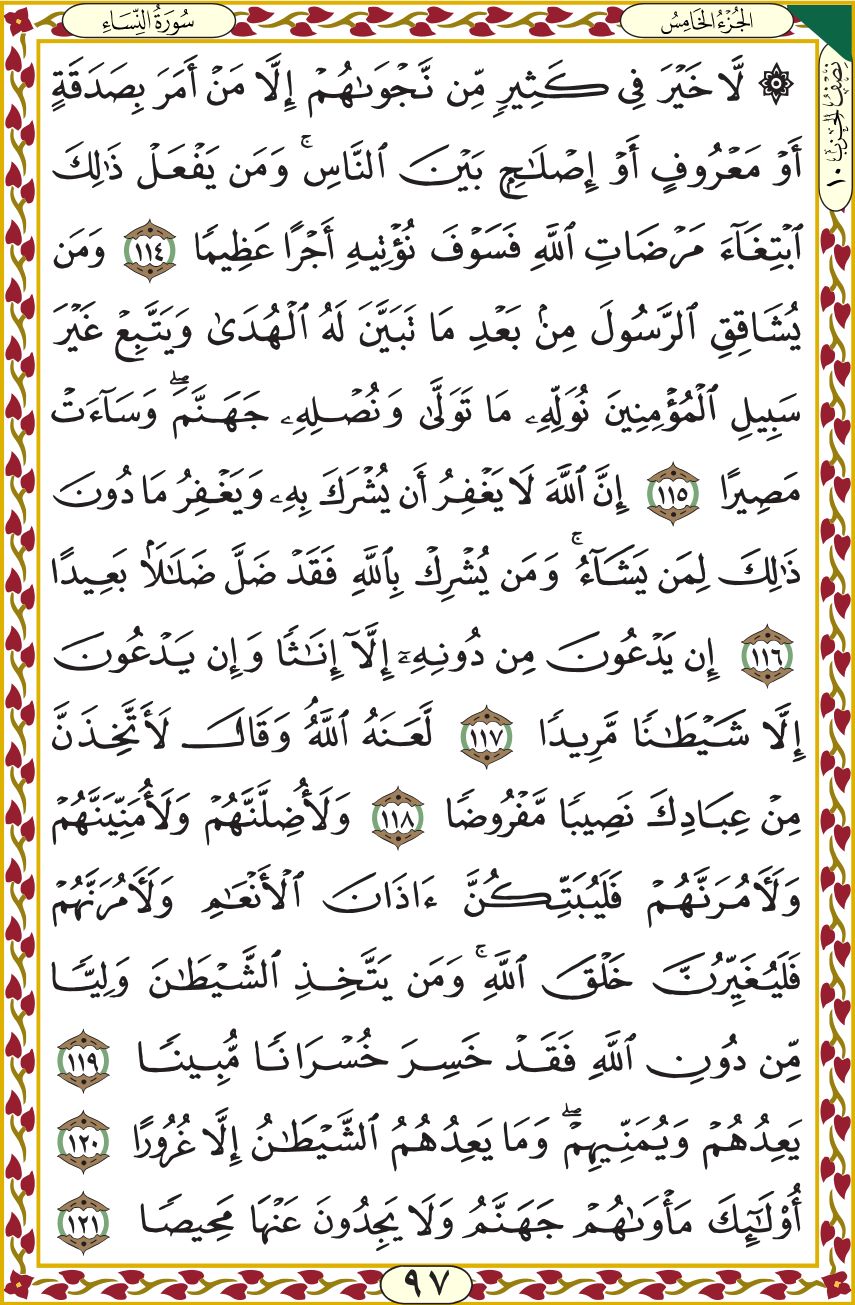 سُورَةُ النِّسَاءِ
الجُزْءُ الخَامِسُ
نِصْفُ الحِزْبِ ١٠
۞ لَّا خَيْرَ فِي كَثِيرٍ مِّن نَّجْوَىٰهُمْ إِلَّا مَنْ أَمَرَ بِصَدَقَةٍ
أَوْ مَعْرُوفٍ أَوْ إِصْلَٰحٍۭ بَيْنَ ٱلنَّاسِۚ وَمَن يَفْعَلْ ذَٰلِكَ
ٱبْتِغَآءَ مَرْضَاتِ ٱللَّهِ فَسَوْفَ نُؤْتِيهِ أَجْرًا عَظِيمًا ١١٤ وَمَن
يُشَاقِقِ ٱلرَّسُولَ مِنۢ بَعْدِ مَا تَبَيَّنَ لَهُ ٱلْهُدَىٰ وَيَتَّبِعْ غَيْرَ
سَبِيلِ ٱلْمُؤْمِنِينَ نُوَلِّهِۦ مَا تَوَلَّىٰ وَنُصْلِهِۦ جَهَنَّمَۖ وَسَآءَتْ
مَصِيرًا ١١٥ إِنَّ ٱللَّهَ لَا يَغْفِرُ أَن يُشْرَكَ بِهِۦ وَيَغْفِرُ مَا دُونَ
ذَٰلِكَ لِمَن يَشَآءُۚ وَمَن يُشْرِكْ بِٱللَّهِ فَقَدْ ضَلَّ ضَلَٰلًۢا بَعِيدًا
١١٦ إِن يَدْعُونَ مِن دُونِهِۦٓ إِلَّآ إِنَٰثًا وَإِن يَدْعُونَ
إِلَّا شَيْطَٰنًا مَّرِيدًا ١١٧ لَّعَنَهُ ٱللَّهُۘ وَقَالَ لَأَتَّخِذَنَّ
مِنْ عِبَادِكَ نَصِيبًا مَّفْرُوضًا ١١٨ وَلَأُضِلَّنَّهُمْ وَلَأُمَنِّيَنَّهُمْ
وَلَءَامُرَنَّهُمْ فَلَيُبَتِّكُنَّ ءَاذَانَ ٱلْأَنْعَٰمِ وَلَءَامُرَنَّهُمْ
فَلَيُغَيِّرُنَّ خَلْقَ ٱللَّهِۚ وَمَن يَتَّخِذِ ٱلشَّيْطَٰنَ وَلِيًّا
مِّن دُونِ ٱللَّهِ فَقَدْ خَسِرَ خُسْرَانًا مُّبِينًا ١١٩
يَعِدُهُمْ وَيُمَنِّيهِمْۖ وَمَا يَعِدُهُمُ ٱلشَّيْطَٰنُ إِلَّا غُرُورًا ١٢٠
أُو۟لَٰٓئِكَ مَأْوَىٰهُمْ جَهَنَّمُ وَلَا يَجِدُونَ عَنْهَا مَحِيصًا ١٢١
٩٧